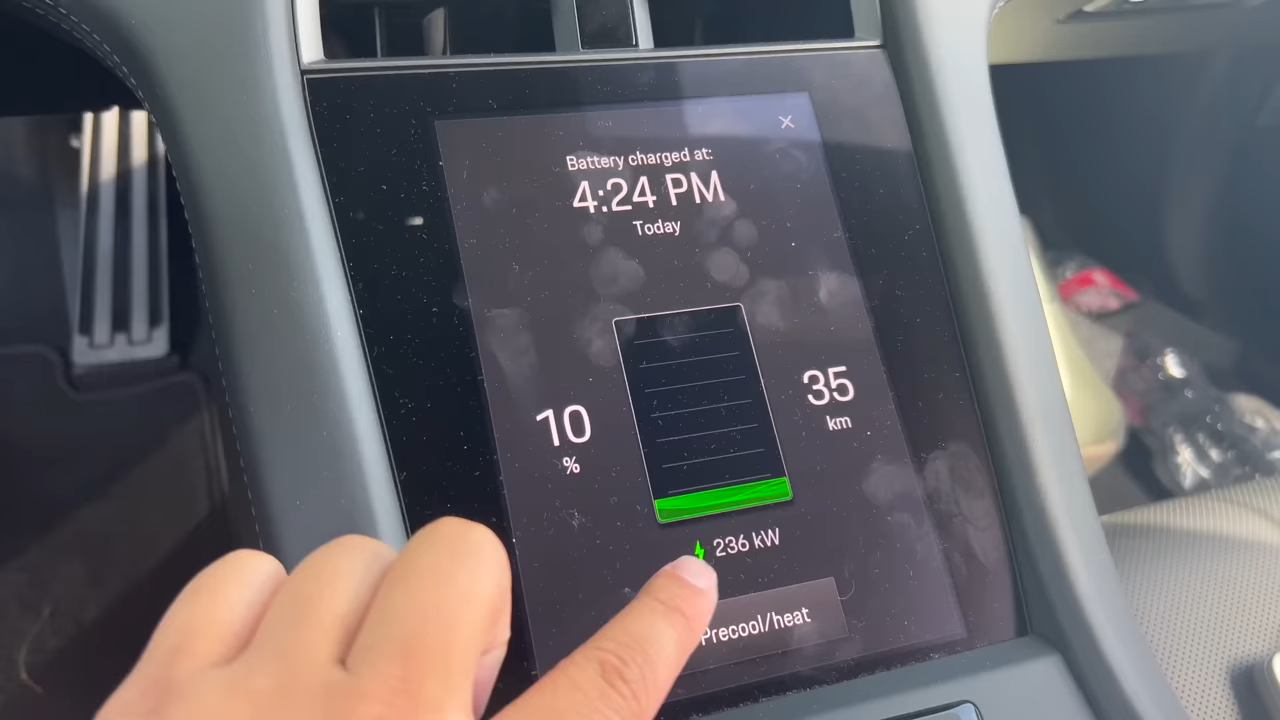 Battery charged at:
4:24 PM
Today
10
%
35
km
236 kW
Precool/heat